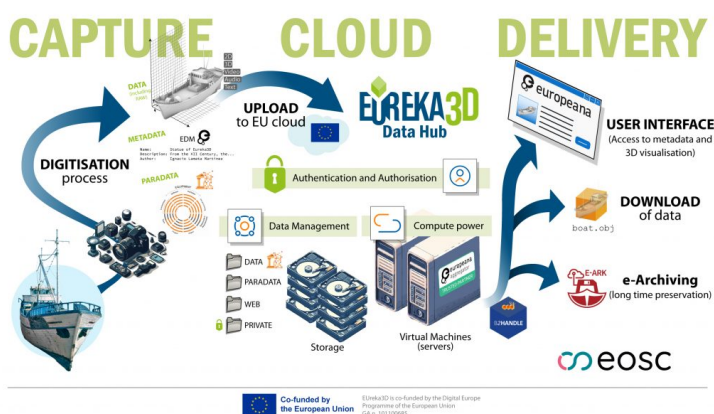 CAPTURE
CLOUD
DELIVERY
DATA
2D
3D
Video
Audio
Text
METADATA
EDM
PARADATA
DIGITISATION
process
UPLOAD
to EU cloud
EUREKA3D
Data Hub
Authentication and Authorisation
Data Management
Compute power
DATA
PARADATA
WEB
PRIVATE
Storage
europeana
Virtual Machines
(servers)
B2HANDLE
europeana
USER INTERFACE
(Access to metadata and
3D visualisation)
DOWNLOAD
of data
boat.obj
E-ARK
e-Archiving
(long time preservation)
eosc
Co-funded by
the European Union
EUreka3D is co-funded by the Digital Europe
Programme of the European Union